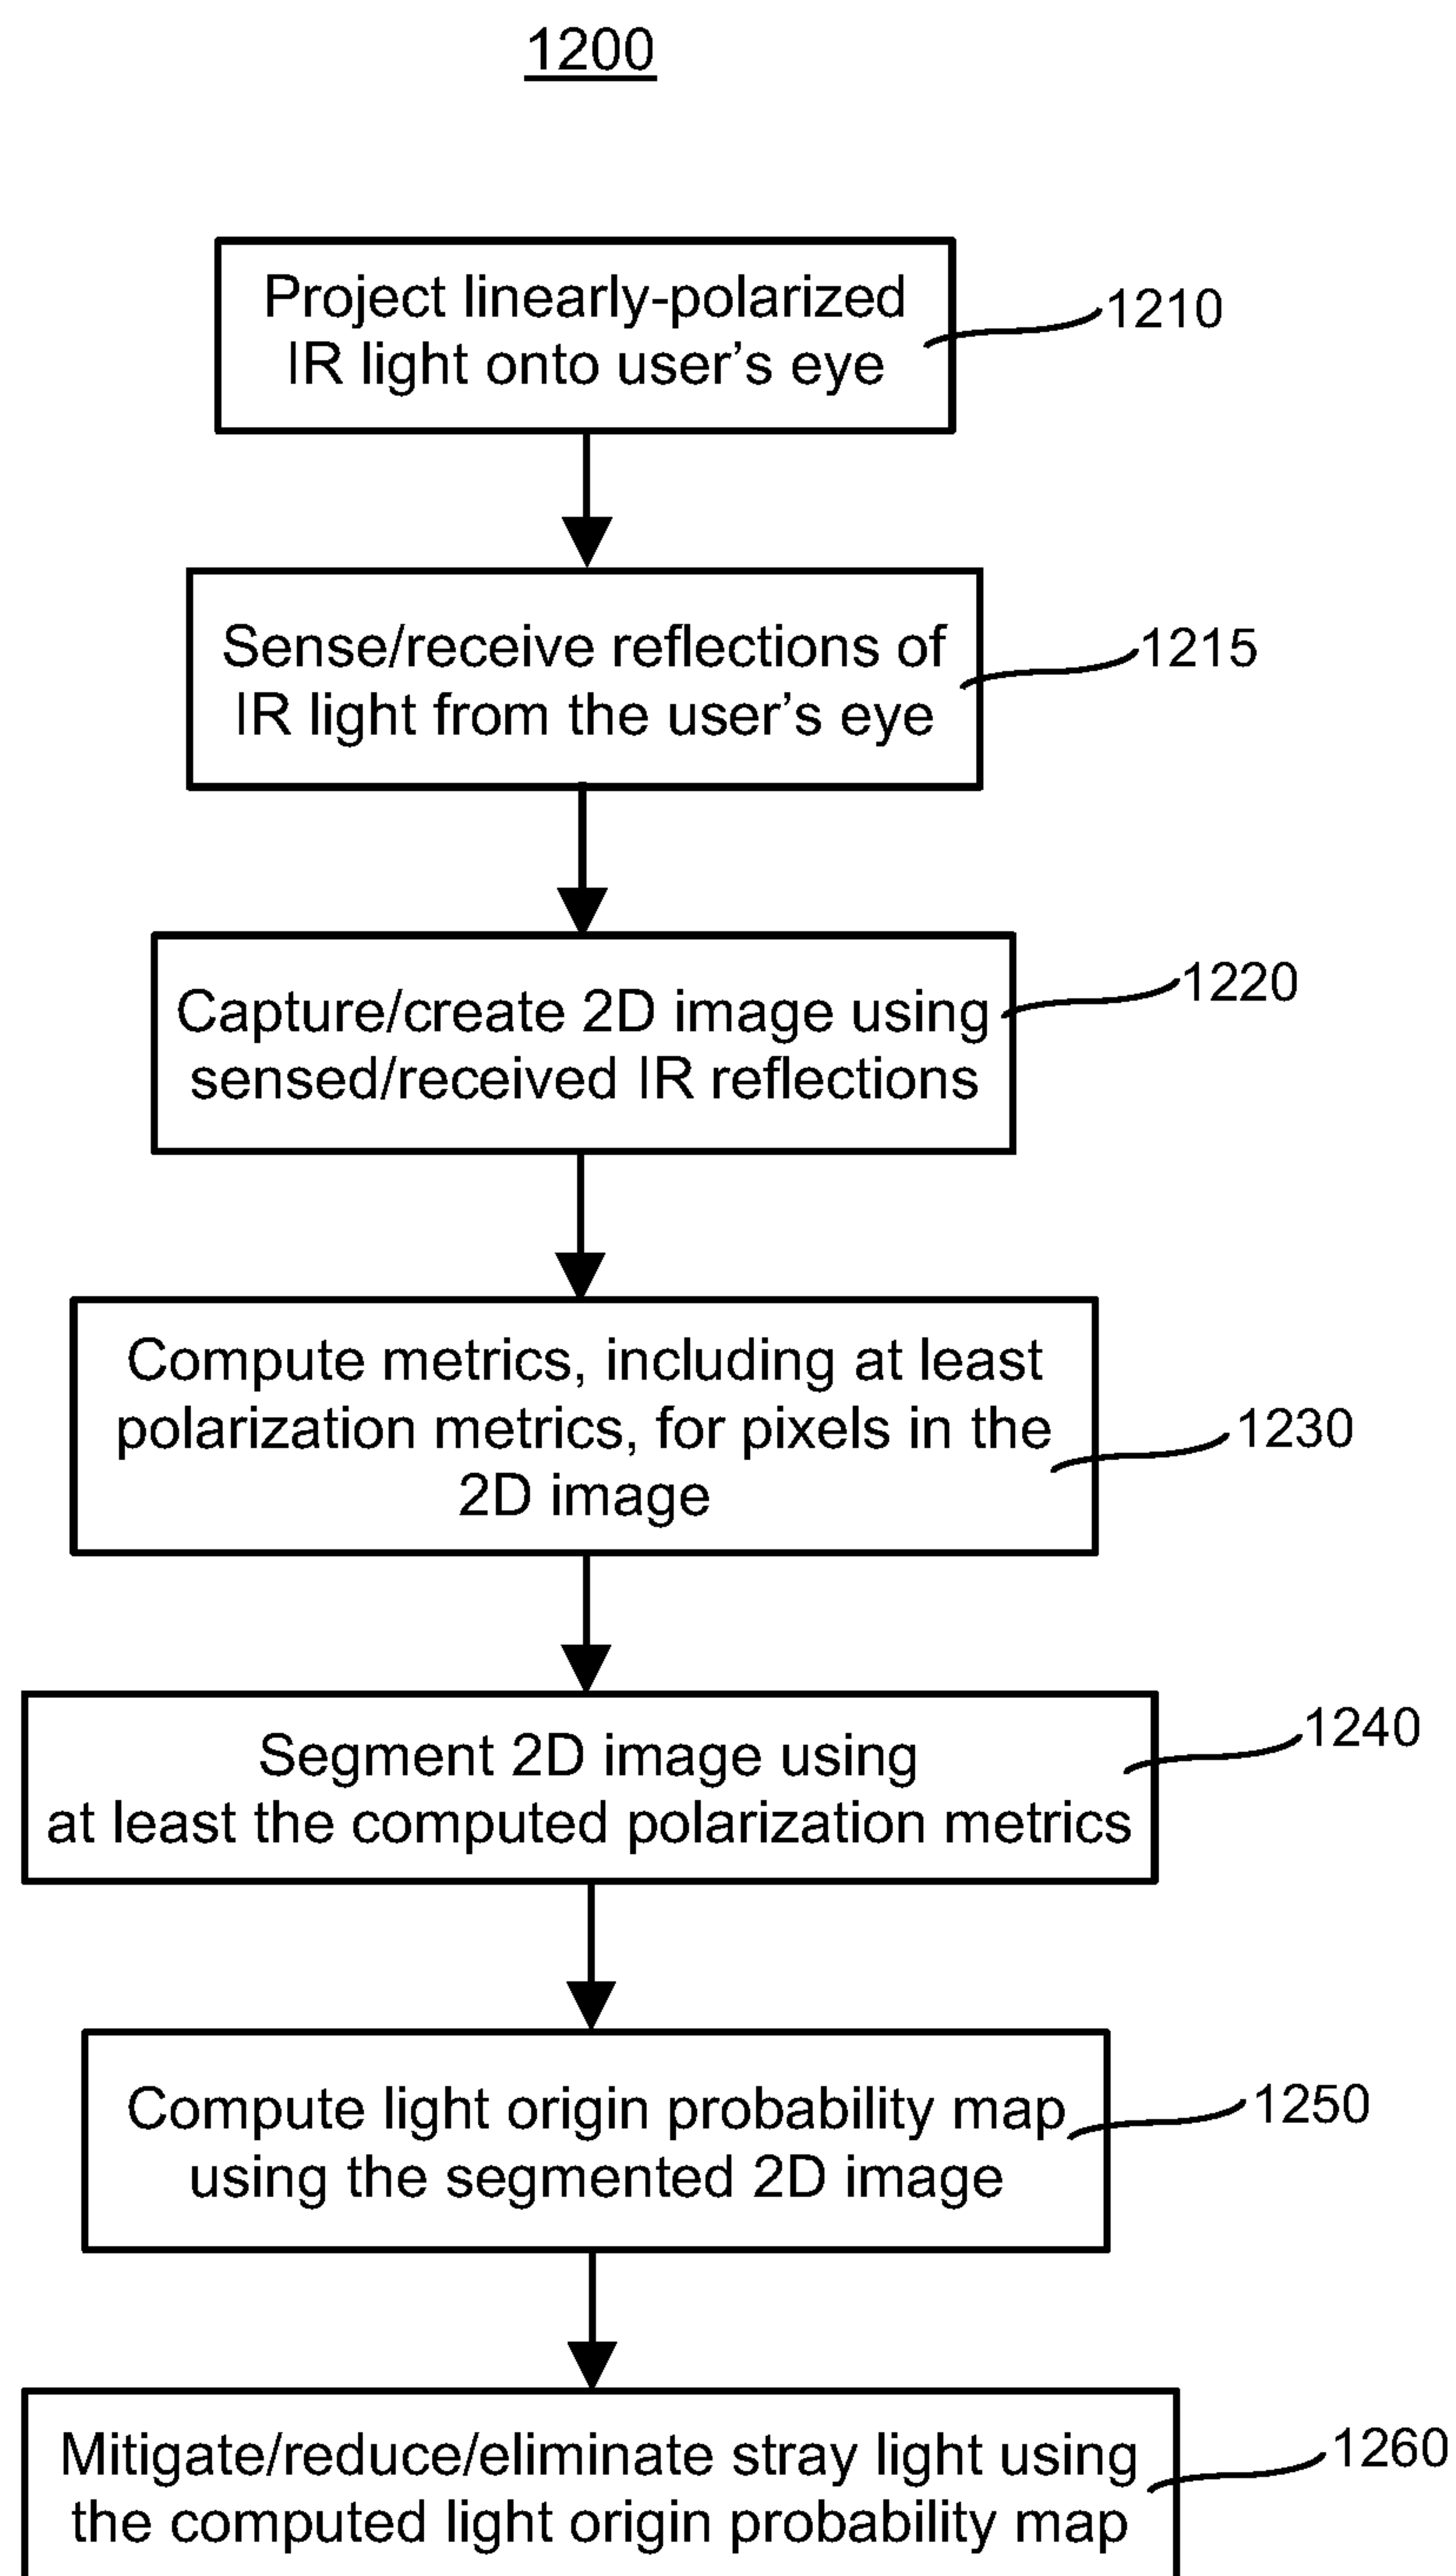 1200
Project linearly-polarized
IR light onto user's eye
1210
Sense/receive reflections of
IR light from the user's eye
1215
Capture/create 2D image using
sensed/received IR reflections
1220
Compute metrics, including at least
polarization metrics, for pixels in the
2D image
1230
Segment 2D image using
at least the computed polarization metrics
1240
Compute light origin probability map
using the segmented 2D image
1250
Mitigate/reduce/eliminate stray light using
the computed light origin probability map
1260